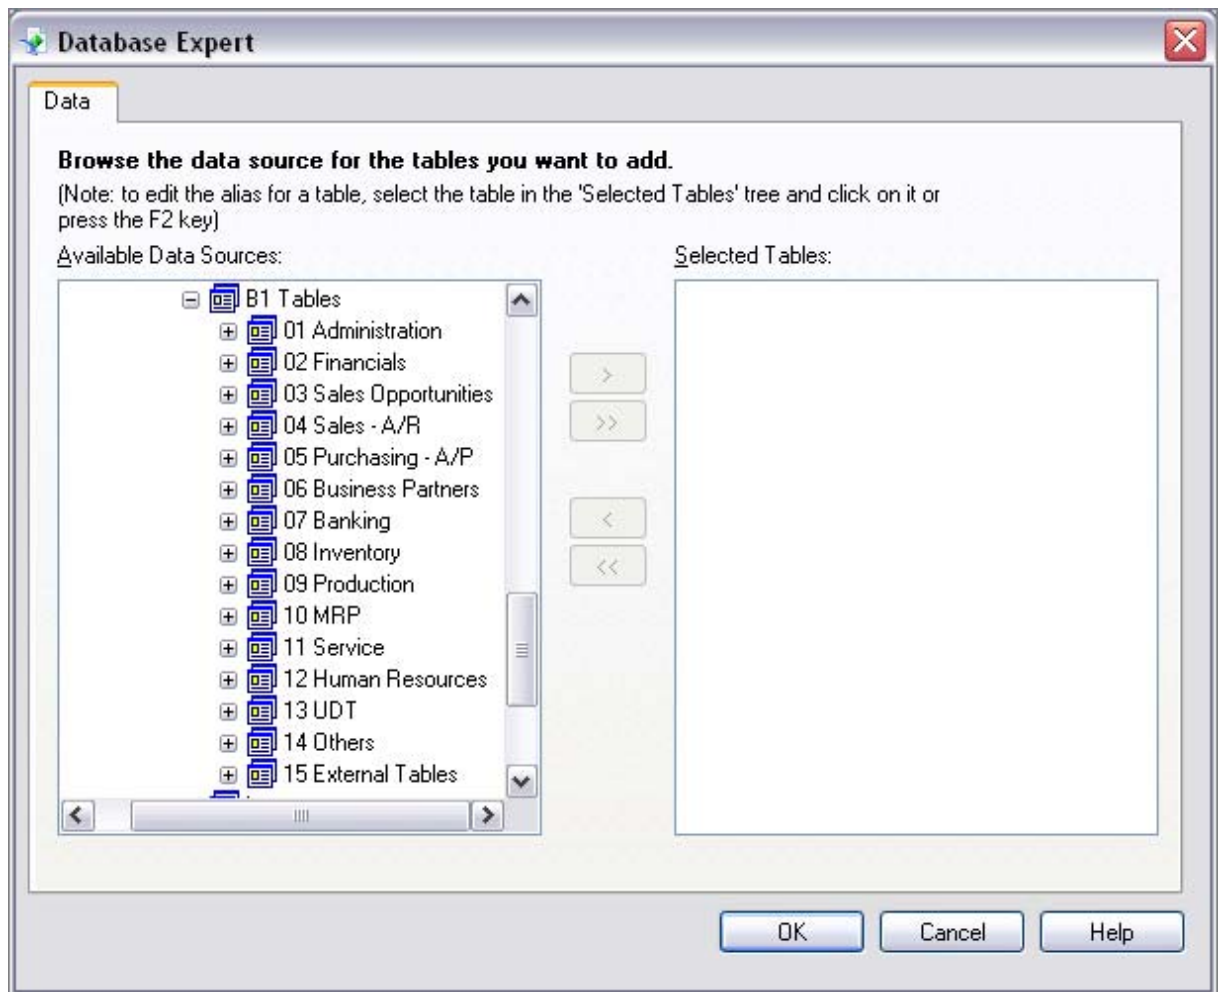 Database Expert
Data
Browse the data source for the tables you want to add.
(Note: to edit the alias for a table, select the table in the 'Selected Tables' tree and click on it or
press the F2 key)
Available Data Sources:
Selected Tables:
B1 Tables
01 Administration
02 Financials
03 Sales Opportunities
04 Sales - A/R
05 Purchasing - A/P
06 Business Partners
07 Banking
08 Inventory
09 Production
10 MRP
11 Service
12 Human Resources
13 UDT
14 Others
15 External Tables
>
>>
<
<<
OK
Cancel
Help